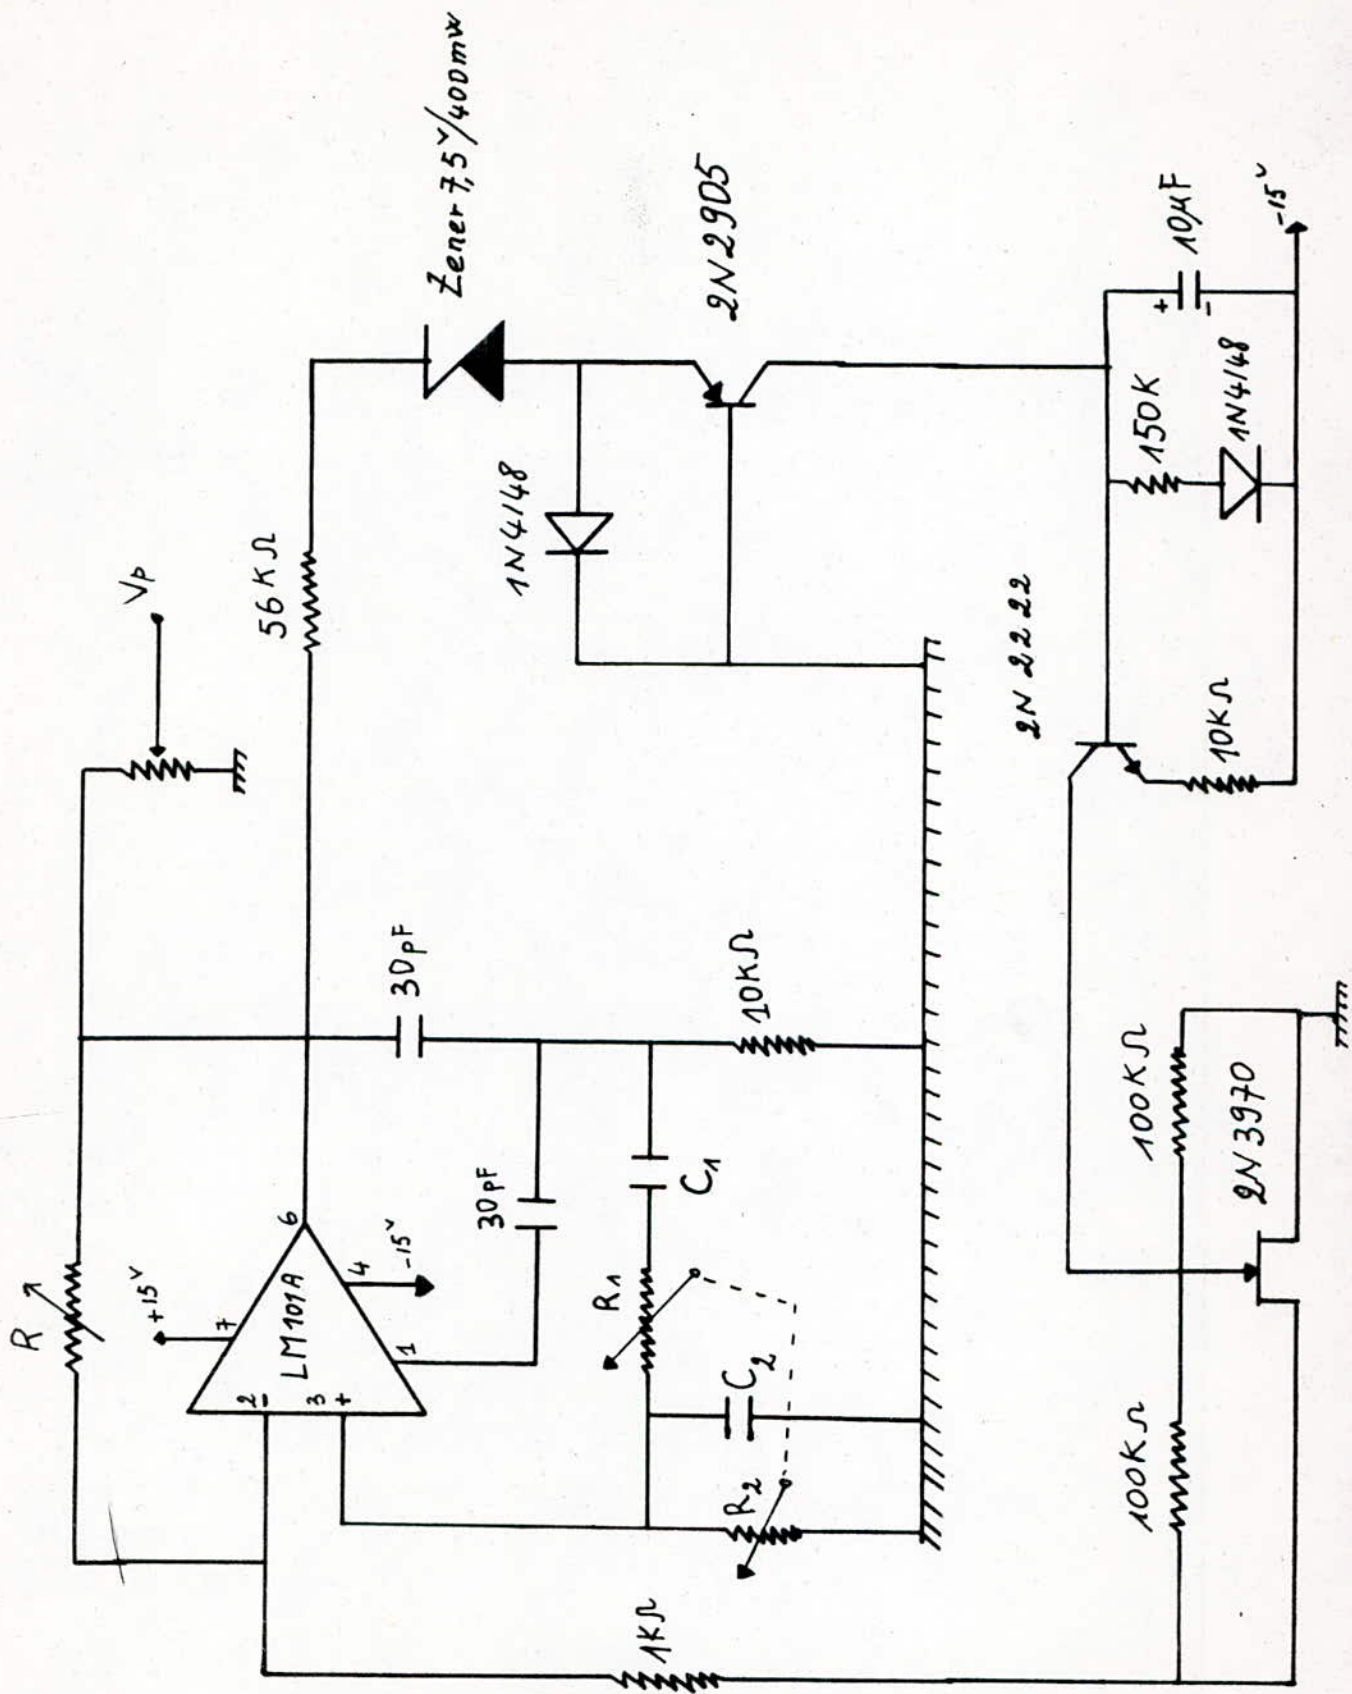 R
+15V
7
2
-
3
+
LM101A
6
4
-15V
1
30pF
30pF
C1
R1
C2
R2
10KΩ
Vp
56KΩ
Zener 7,5V/400mW
1N4148
2N2905
2N2222
150K
10μF
+
-
1N4148
-15V
10KΩ
100KΩ
100KΩ
2N3970
1KΩ